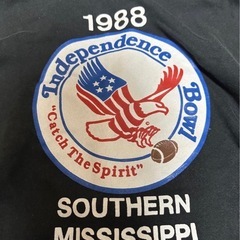 1988
Independence Bowl
"Catch The Spirit"
SOUTHERN
MISSISSIPPI